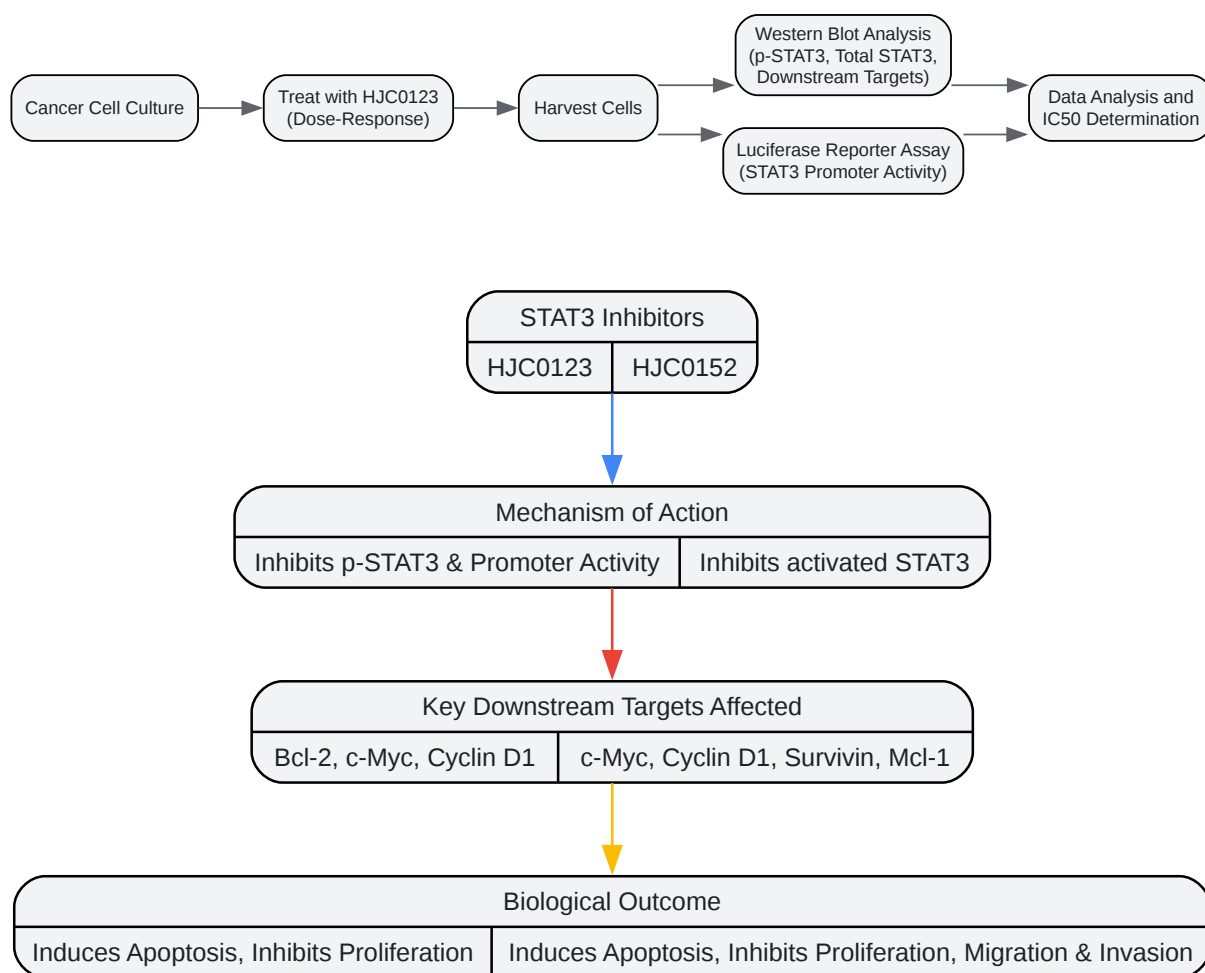 Cancer Cell Culture
Treat with HJC0123
(Dose-Response)
Harvest Cells
Western Blot Analysis
(p-STAT3, Total STAT3,
Downstream Targets)
Luciferase Reporter Assay
(STAT3 Promoter Activity)
Data Analysis and
IC50 Determination
STAT3 Inhibitors
HJC0123
HJC0152
Mechanism of Action
Inhibits p-STAT3 & Promoter Activity
Inhibits activated STAT3
Key Downstream Targets Affected
Bcl-2, c-Myc, Cyclin D1
c-Myc, Cyclin D1, Survivin, Mcl-1
Biological Outcome
Induces Apoptosis, Inhibits Proliferation
Induces Apoptosis, Inhibits Proliferation, Migration & Invasion